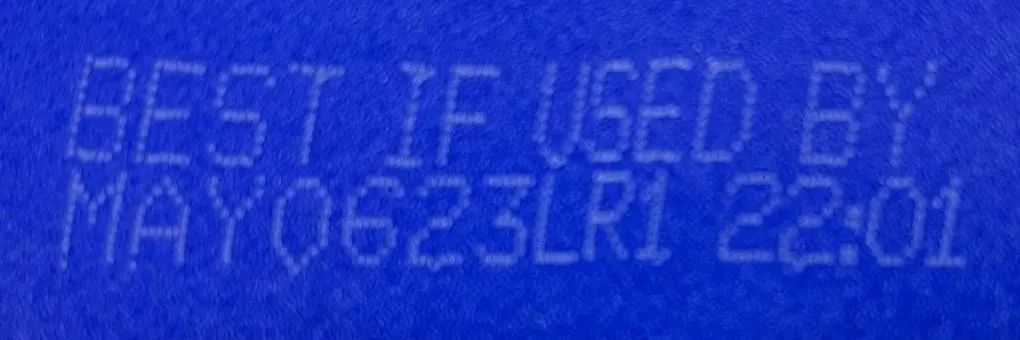 BEST IF USED BY
MAY0623LR1 22:01